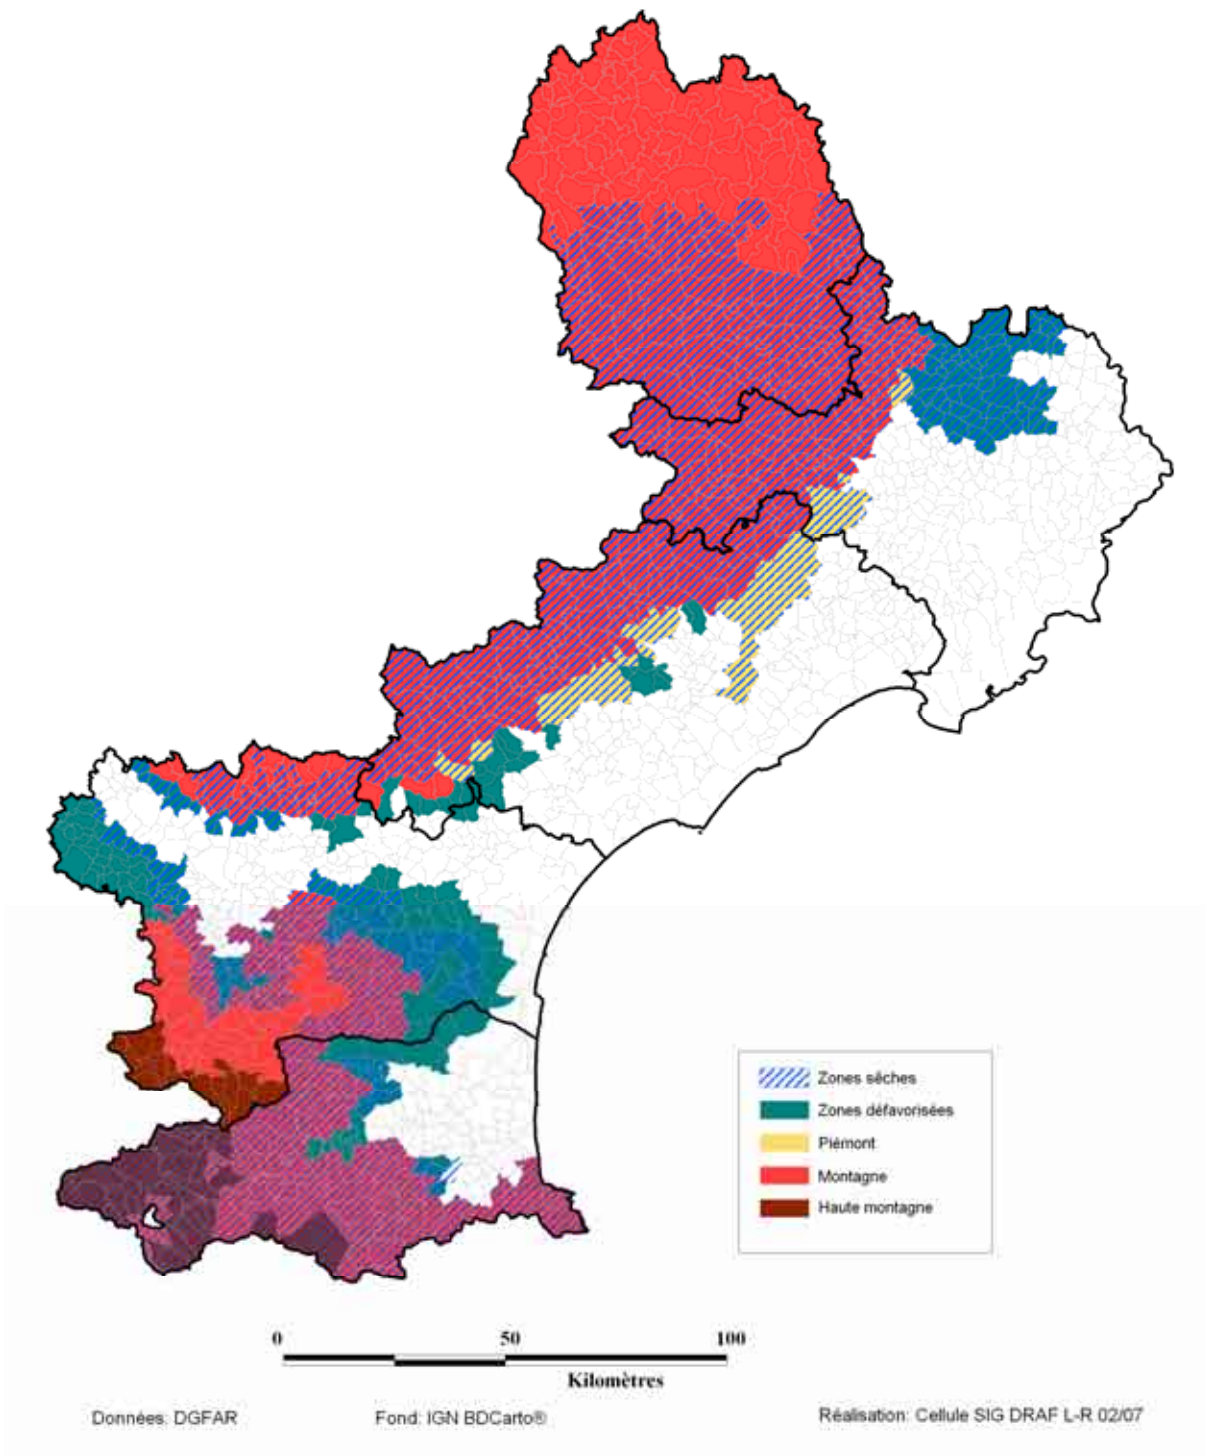 Zones sêches
Zones défavorisées
Piémont
Montagne
Haute montagne
0 50 100
Kilomètres
Données: DGFAR
Fond: IGN BDCarto®
Réalisation: Cellule SIG DRAF L-R 02/07